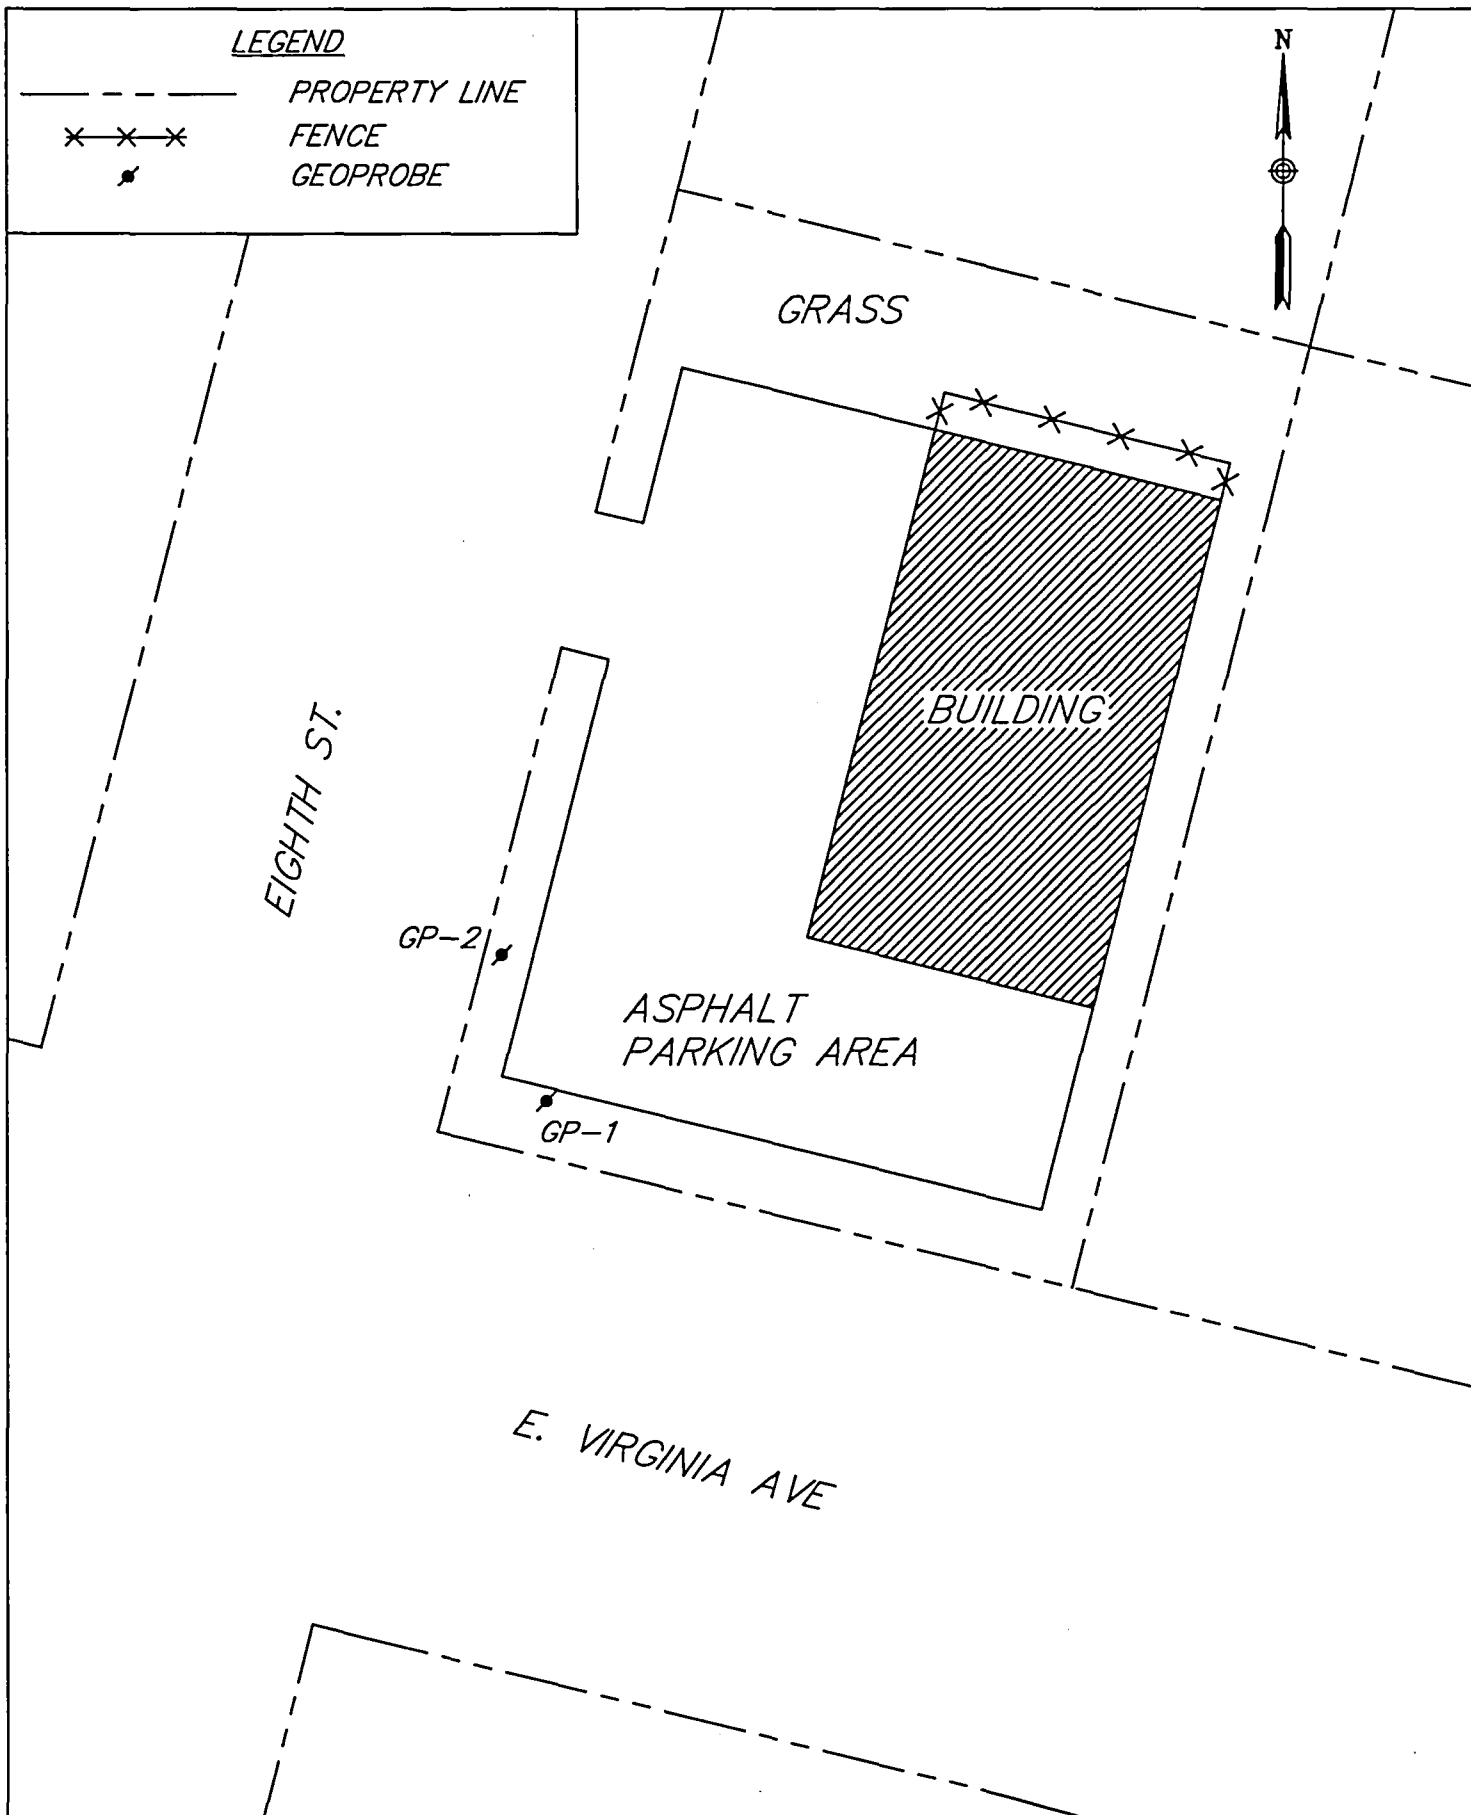 LEGEND
PROPERTY LINE
FENCE
GEOPROBE
N
GRASS
BUILDING
EIGHTH ST.
GP-2
ASPHALT
PARKING AREA
GP-1
E. VIRGINIA AVE